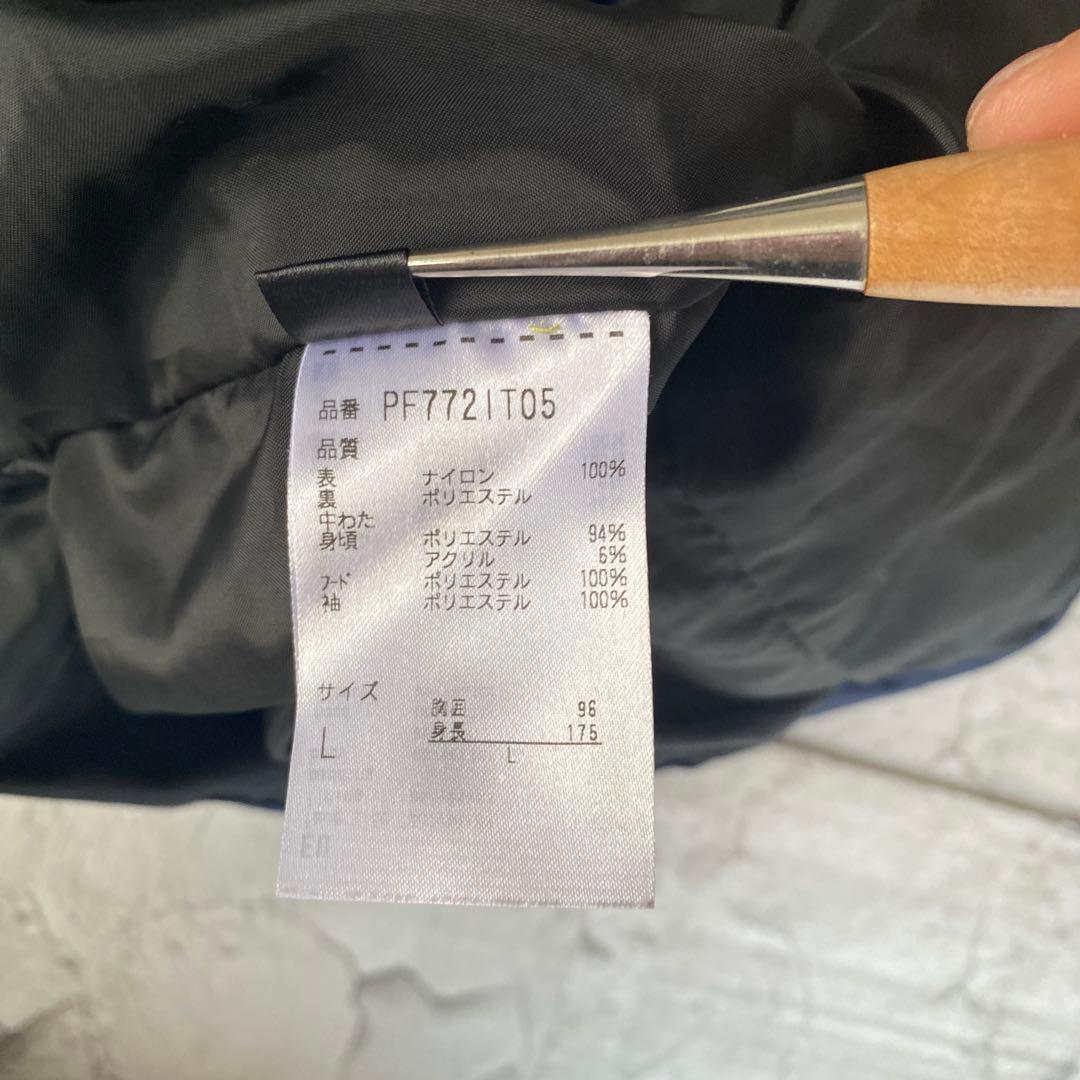 品番 PF772IT05
品質
表 ナイロン 100%
裏 ポリエステル
中わた
身頃 ポリエステル 94%
アクリル 6%
フード ポリエステル 100%
袖 ポリエステル 100%
サイズ
胸囲 96
L 身長 175
L